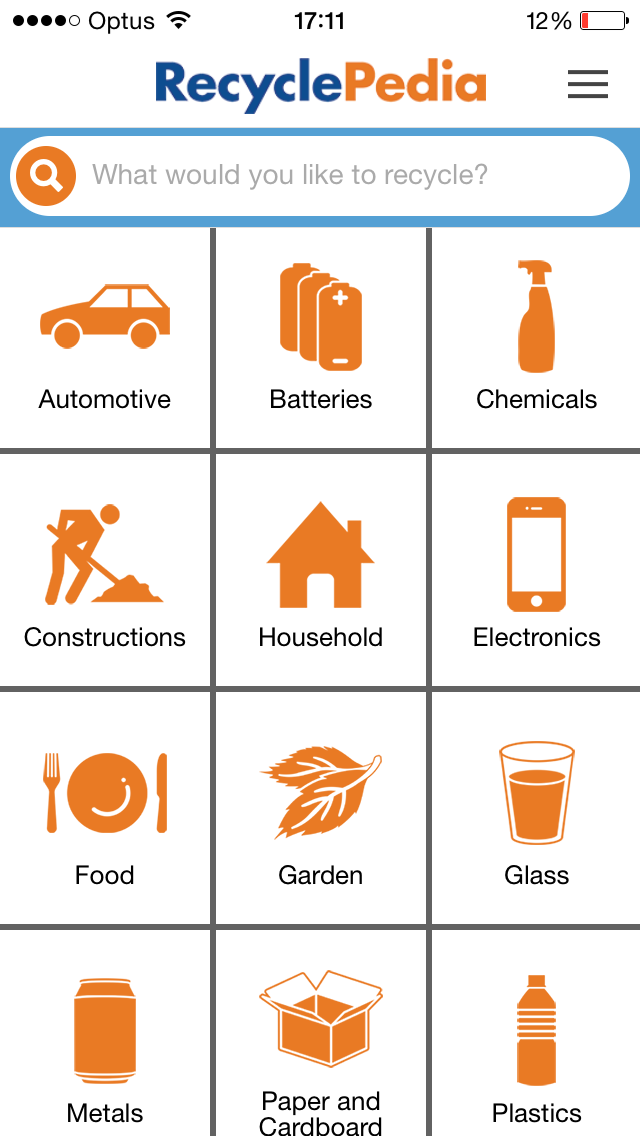 Optus 17:11 12%
RecyclePedia
What would you like to recycle?
Automotive Batteries Chemicals
Constructions Household Electronics
Food Garden Glass
Metals Paper and Cardboard Plastics